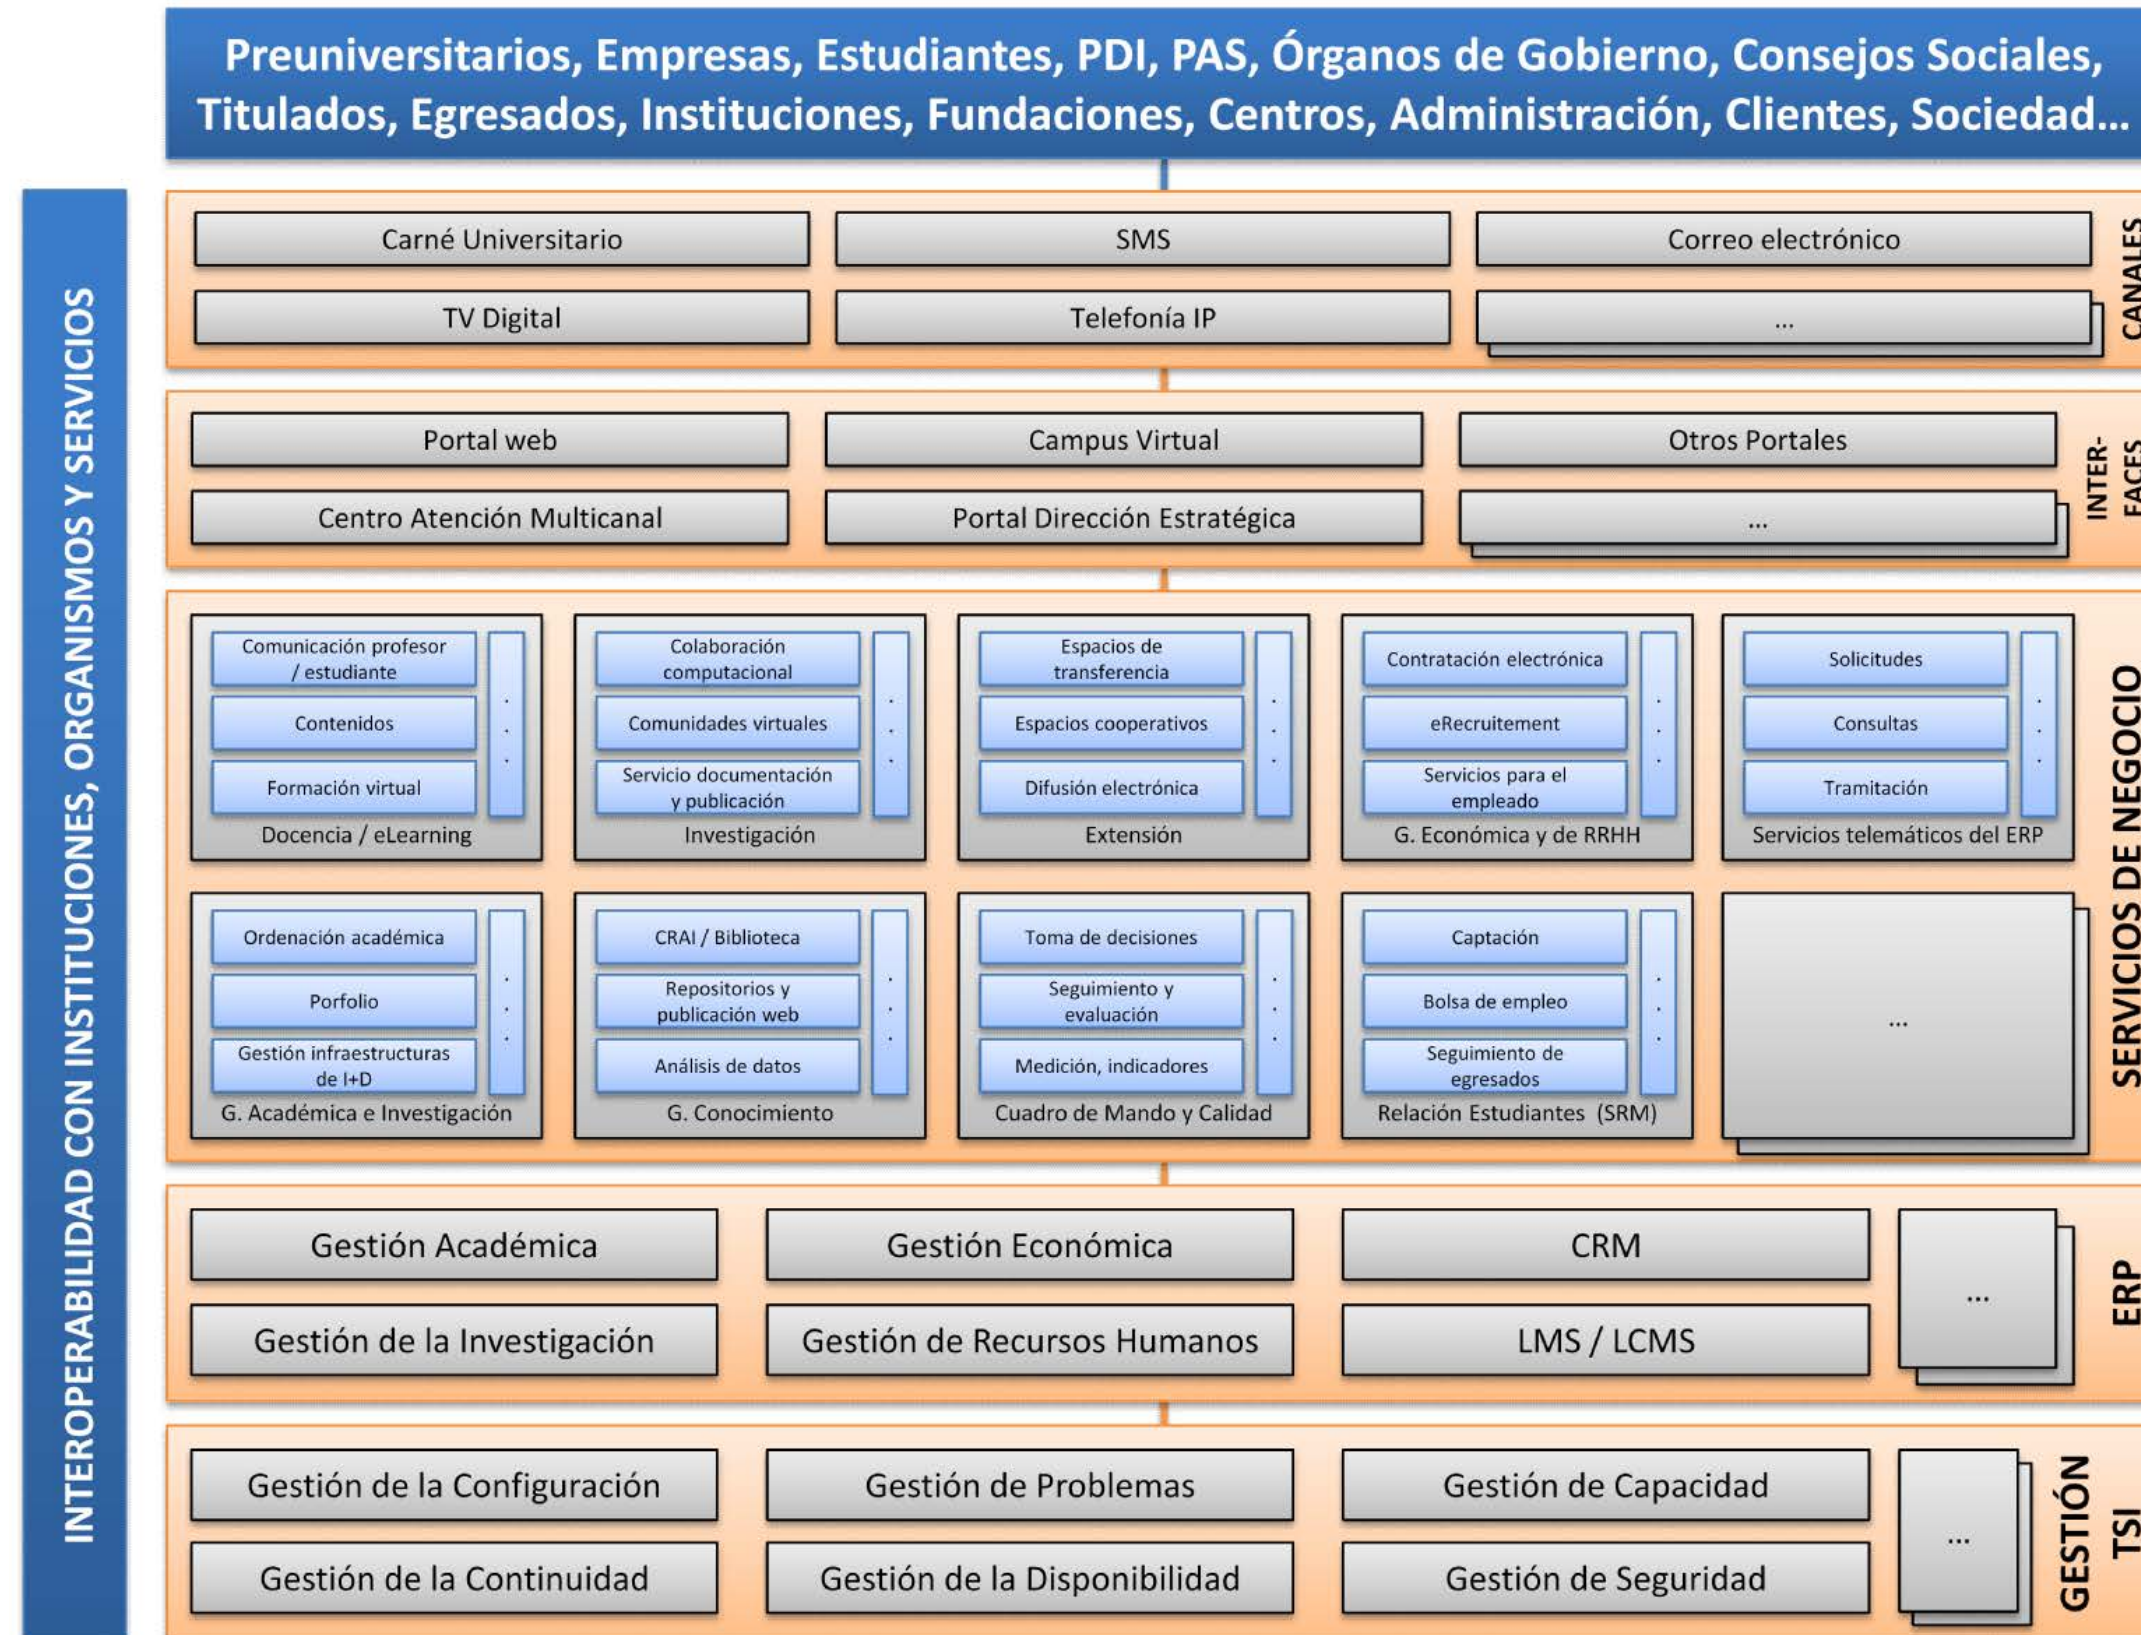 Preuniversitarios, Empresas, Estudiantes, PDI, PAS, Órganos de Gobierno, Consejos Sociales,
Titulados, Egresados, Instituciones, Fundaciones, Centros, Administración, Clientes, Sociedad...
INTEROPERABILIDAD CON INSTITUCIONES, ORGANISMOS Y SERVICIOS
Carné Universitario
SMS
Correo electrónico
TV Digital
Telefonía IP
...
CANALES
Portal web
Campus Virtual
Otros Portales
Centro Atención Multicanal
Portal Dirección Estratégica
...
INTER-
FACES
Comunicación profesor
/ estudiante
Contenidos
Formación virtual
. . .
Docencia / eLearning
Colaboración
computacional
Comunidades virtuales
Servicio documentación
y publicación
. . .
Investigación
Espacios de
transferencia
Espacios cooperativos
Difusión electrónica
. . .
Extensión
Contratación electrónica
eRecruitement
Servicios para el
empleado
. . .
G. Económica y de RRHH
Solicitudes
Consultas
Tramitación
. . .
Servicios telemáticos del ERP
Ordenación académica
Porfolio
Gestión infraestructuras
de I+D
. . .
G. Académica e Investigación
CRAI / Biblioteca
Repositorios y
publicación web
Análisis de datos
. . .
G. Conocimiento
Toma de decisiones
Seguimiento y
evaluación
Medición, indicadores
. . .
Cuadro de Mando y Calidad
Captación
Bolsa de empleo
Seguimiento de
egresados
. . .
Relación Estudiantes (SRM)
...
SERVICIOS DE NEGOCIO
Gestión Académica
Gestión Económica
CRM
Gestión de la Investigación
Gestión de Recursos Humanos
LMS / LCMS
...
ERP
Gestión de la Configuración
Gestión de Problemas
Gestión de Capacidad
Gestión de la Continuidad
Gestión de la Disponibilidad
Gestión de Seguridad
...
GESTIÓN
TSI